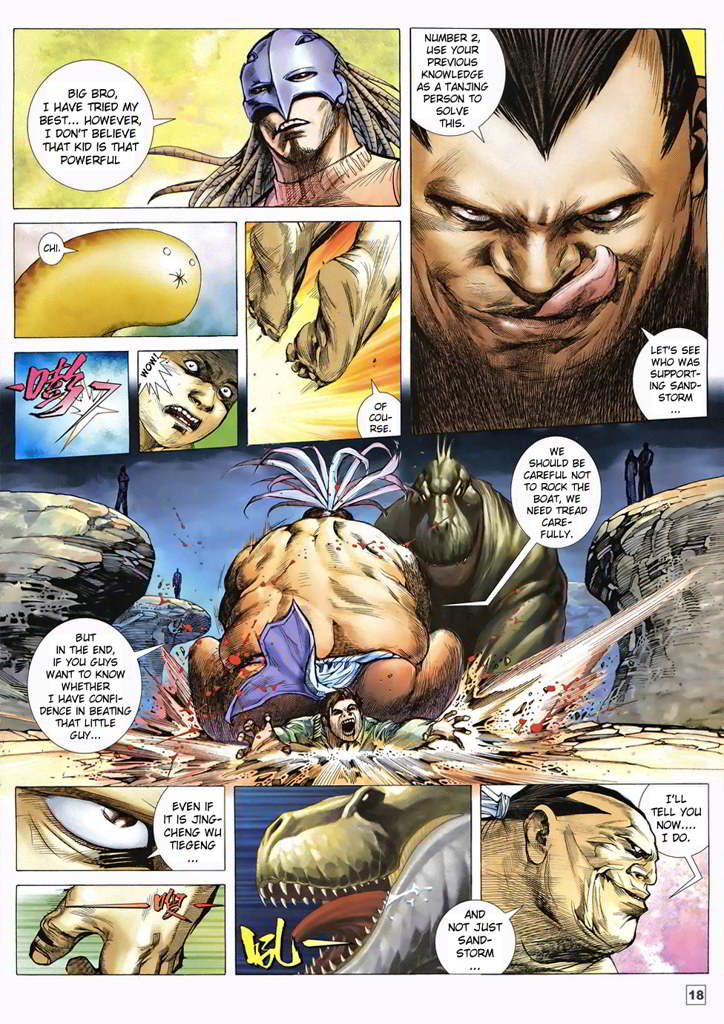 BIG BRO,
I HAVE TRIED MY
BEST... HOWEVER,
I DON'T BELIEVE
THAT KID IS THAT
POWERFUL
NUMBER 2,
USE YOUR
PREVIOUS
KNOWLEDGE
AS A TANJING
PERSON TO
SOLVE
THIS.
LET'S SEE
WHO WAS
SUPPORT-
ING SAND-
STORM
...
CHI.
OF
COU-
RSE.
WOW!
WE
SHOULD BE
CAREFUL NOT
TO ROCK THE
BOAT, WE
NEED TREAD
CARE-
FULLY.
BUT
IN THE END,
IF YOU GUYS
WANT TO KNOW
WHETHER
I HAVE CONFI-
DENCE IN BEATING
THAT LITTLE
GUY...
EVEN IF
IT IS JING-
CHENG WU
TIEGENG
...
AND
NOT JUST
SAND-
STORM
...
I'LL
TELL YOU
NOW....
I DO.
吼
18